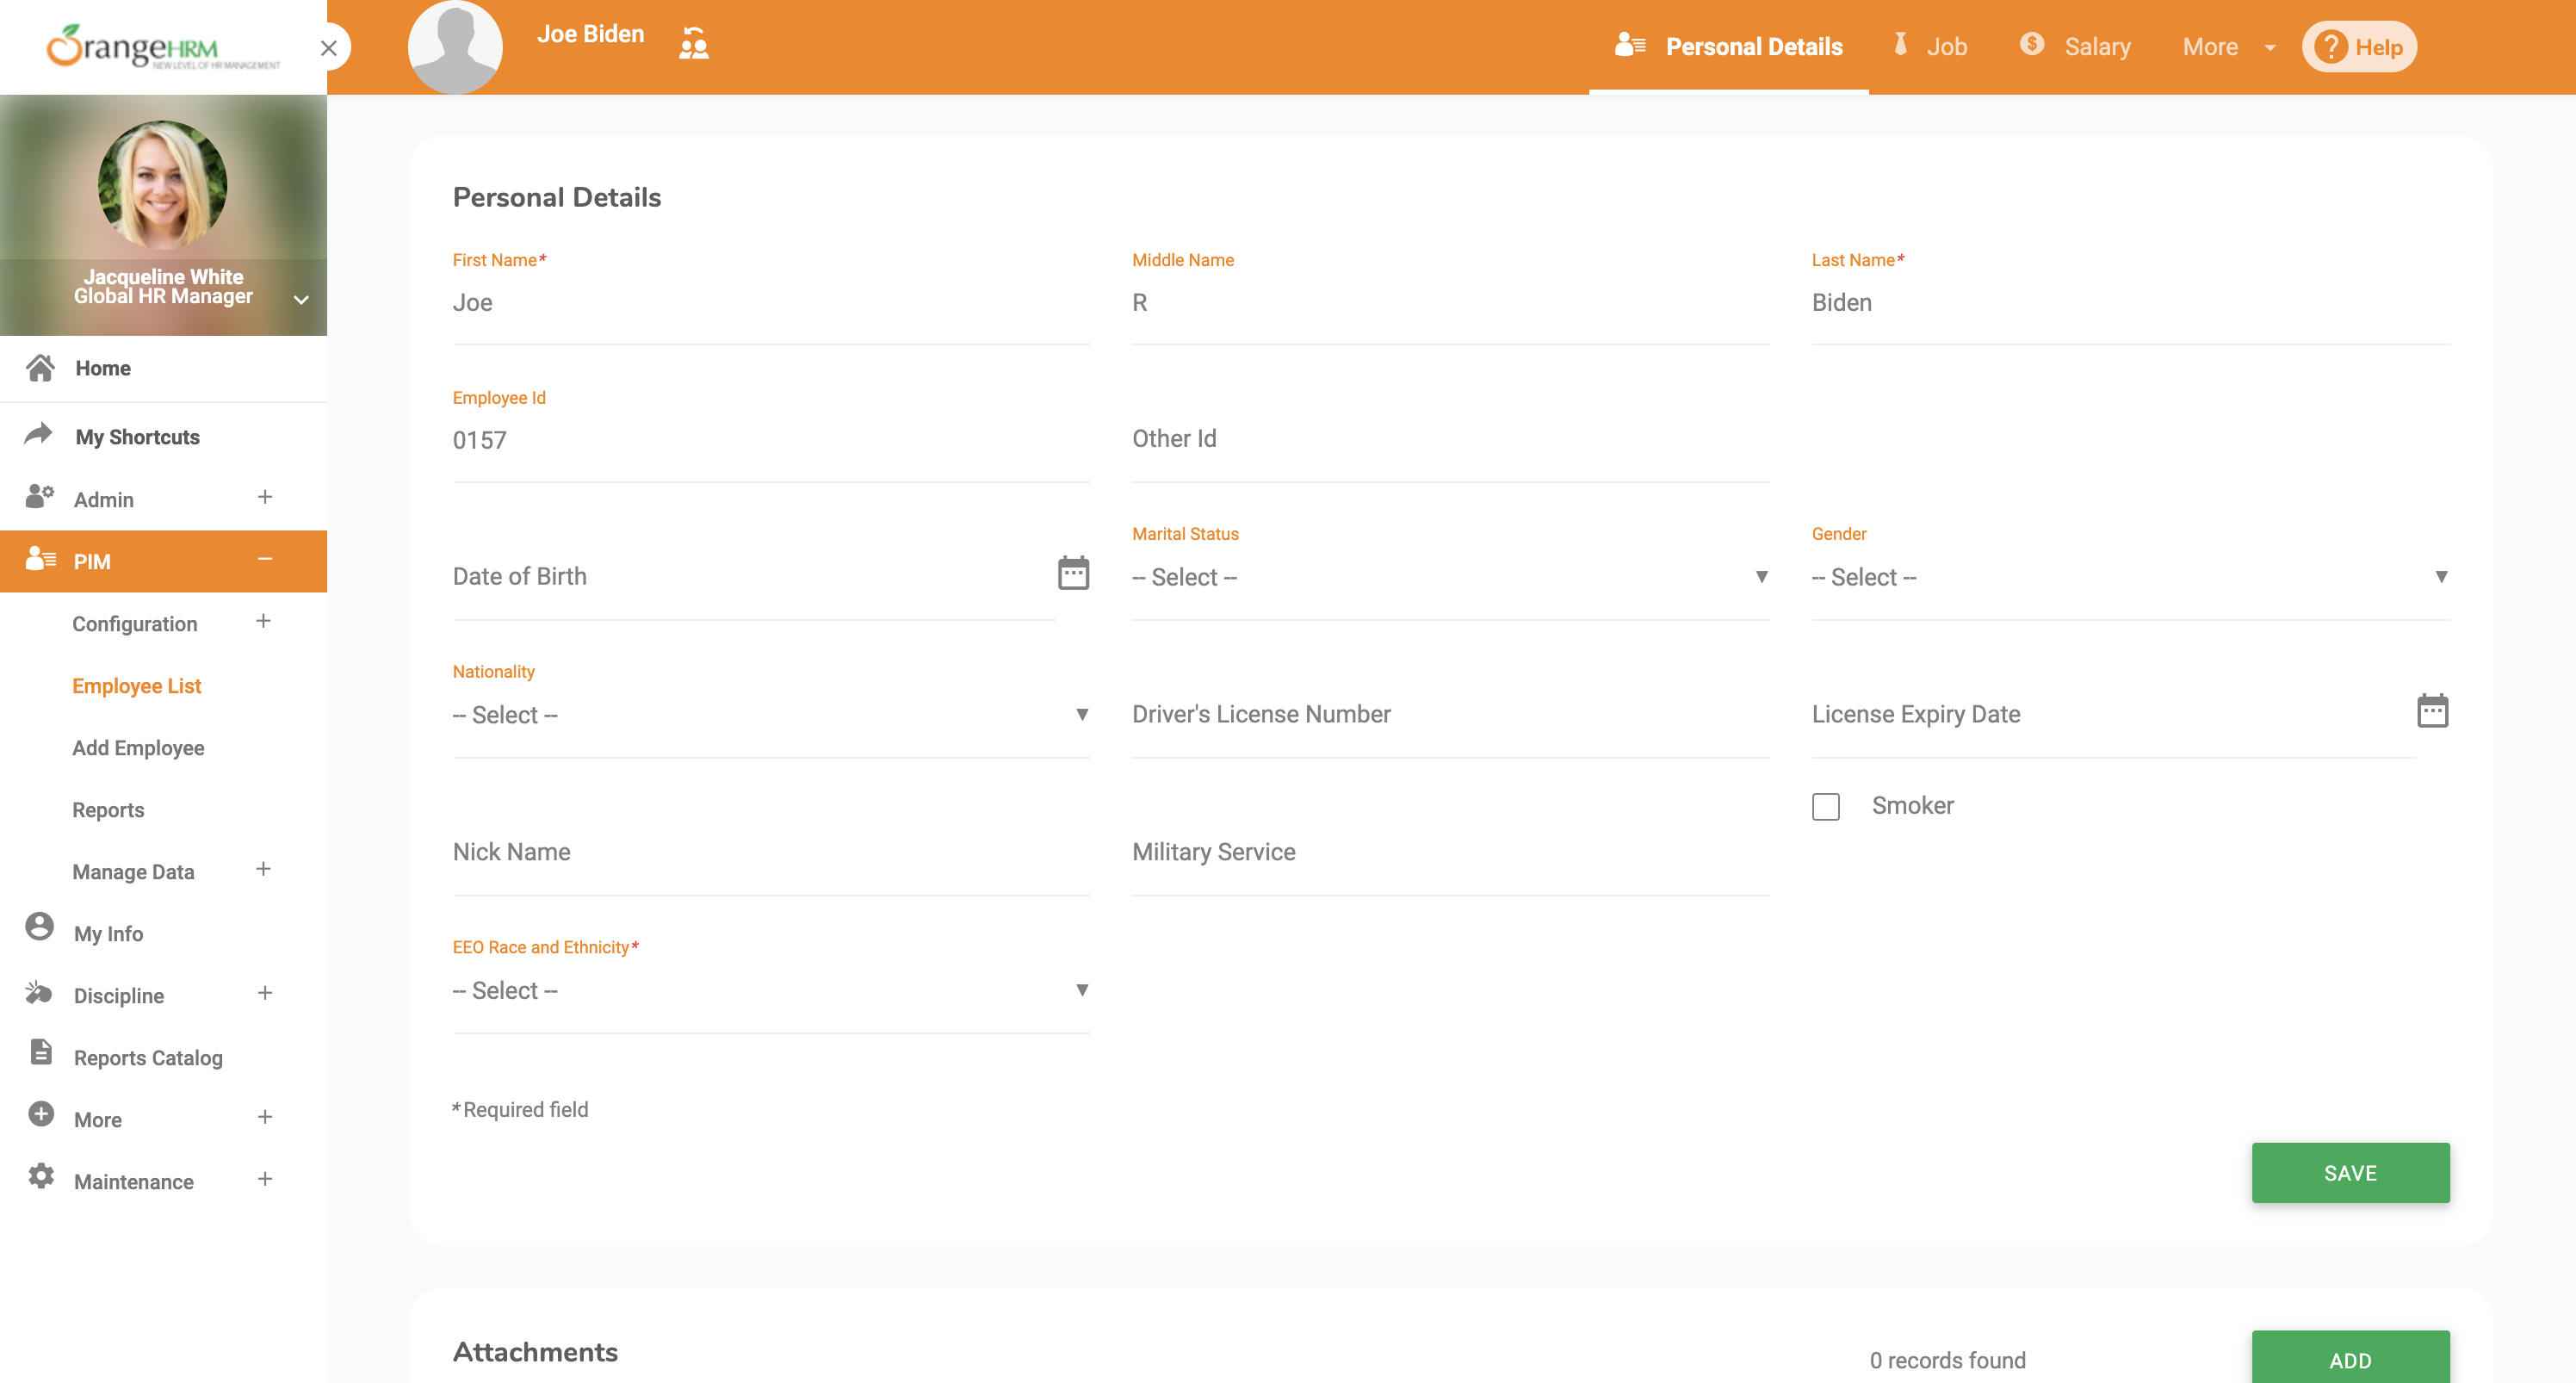 OrangeHRM
NEW LEVEL OF HR MANAGEMENT
Joe Biden
Personal Details
Job
Salary
More
Help
Jacqueline White
Global HR Manager
Home
My Shortcuts
Admin
PIM
Configuration
Employee List
Add Employee
Reports
Manage Data
My Info
Discipline
Reports Catalog
More
Maintenance
Personal Details
First Name* Middle Name Last Name*
Joe R Biden
Employee Id
0157 Other Id
Marital Status Gender
Date of Birth -- Select -- -- Select --
Nationality
-- Select -- Driver's License Number License Expiry Date
Smoker
Nick Name Military Service
EEO Race and Ethnicity*
-- Select --
* Required field
SAVE
Attachments 0 records found ADD